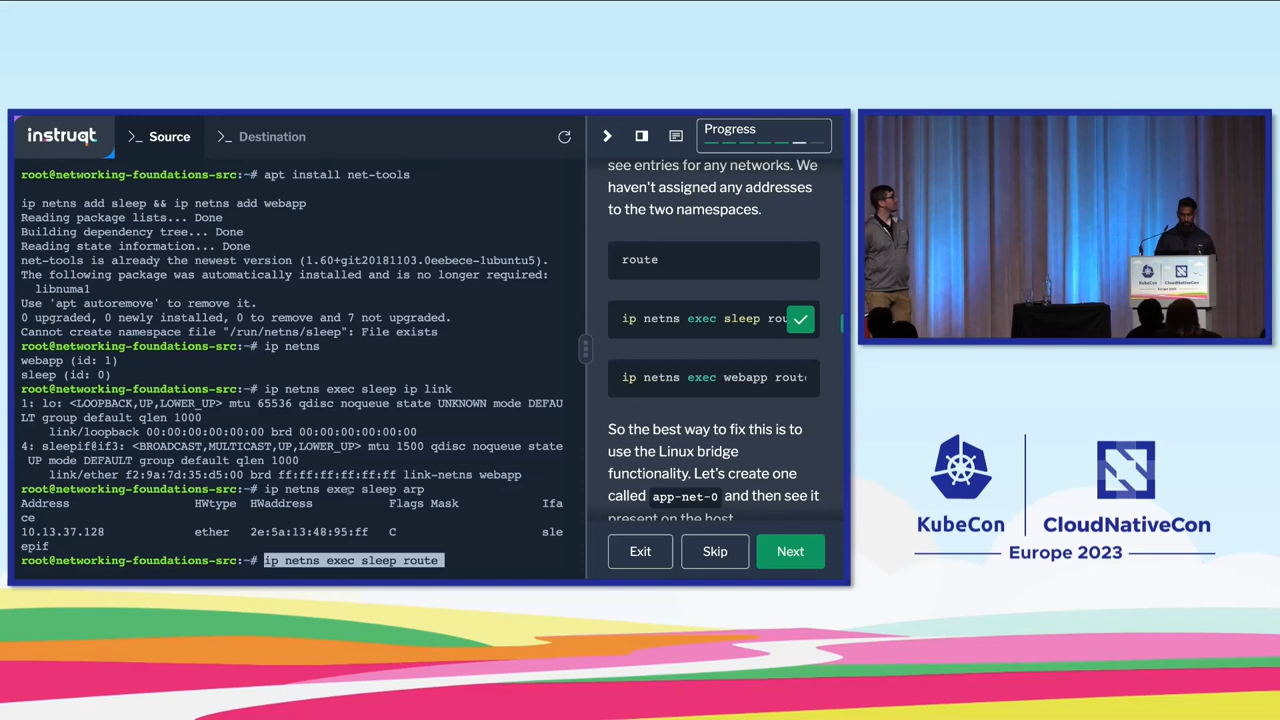 instruqt
>_ Source
>_ Destination
root@networking-foundations-src:~# apt install net-tools
ip netns add sleep && ip netns add webapp
Reading package lists... Done
Building dependency tree... Done
Reading state information... Done
net-tools is already the newest version (1.60+git20181103.0eebece-1ubuntu5).
The following package was automatically installed and is no longer required:
libnuma1
Use 'apt autoremove' to remove it.
0 upgraded, 0 newly installed, 0 to remove and 7 not upgraded.
Cannot create namespace file "/run/netns/sleep": File exists
root@networking-foundations-src:~# ip netns
webapp (id: 1)
sleep (id: 0)
root@networking-foundations-src:~# ip netns exec sleep ip link
1: lo: <LOOPBACK,UP,LOWER_UP> mtu 65536 qdisc noqueue state UNKNOWN mode DEFAU
LT group default qlen 1000
link/loopback 00:00:00:00:00:00 brd 00:00:00:00:00:00
4: sleepif@if3: <BROADCAST,MULTICAST,UP,LOWER_UP> mtu 1500 qdisc noqueue state
UP mode DEFAULT group default qlen 1000
link/ether f2:9a:7d:35:d5:00 brd ff:ff:ff:ff:ff:ff link-netns webapp
root@networking-foundations-src:~# ip netns exec sleep arp
Address HWtype HWaddress Flags Mask Ifa
ce
10.13.37.128 ether 2e:5a:13:48:95:ff C sle
epif
root@networking-foundations-src:~# ip netns exec sleep route
Progress
see entries for any networks. We
haven't assigned any addresses
to the two namespaces.
route
ip netns exec sleep rou
ip netns exec webapp route
So the best way to fix this is to
use the Linux bridge
functionality. Let's create one
called app-net-0 and then see it
present on the host
Exit
Skip
Next
KubeCon
CloudNativeCon
Europe 2023
KubeCon
CloudNativeCon
Europe 2023